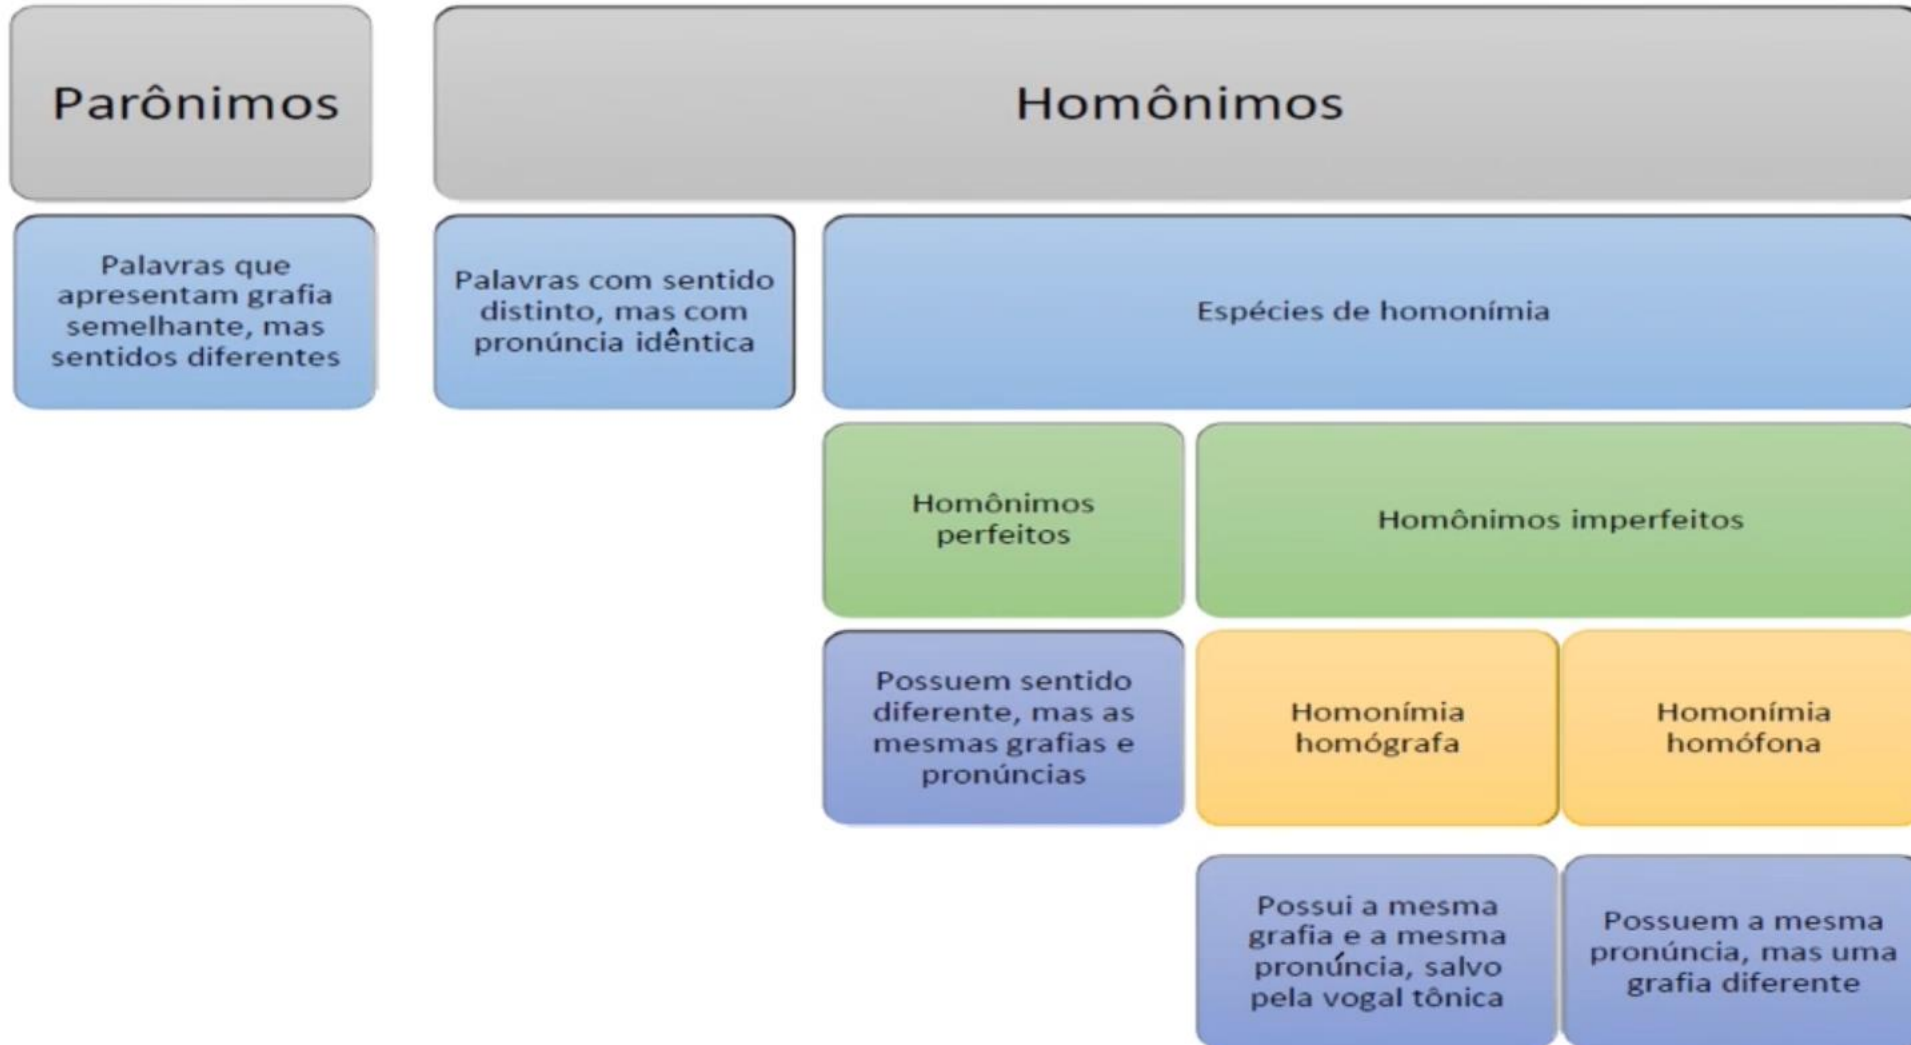 Parônimos
Homônimos
Palavras que
apresentam grafia
semelhante, mas
sentidos diferentes
Palavras com sentido
distinto, mas com
pronúncia idêntica
Espécies de homonímia
Homônimos
perfeitos
Homônimos imperfeitos
Possuem sentido
diferente, mas as
mesmas grafias e
pronúncias
Homonímia
homógrafa
Homonímia
homófona
Possui a mesma
grafia e a mesma
pronúncia, salvo
pela vogal tônica
Possuem a mesma
pronúncia, mas uma
grafia diferente